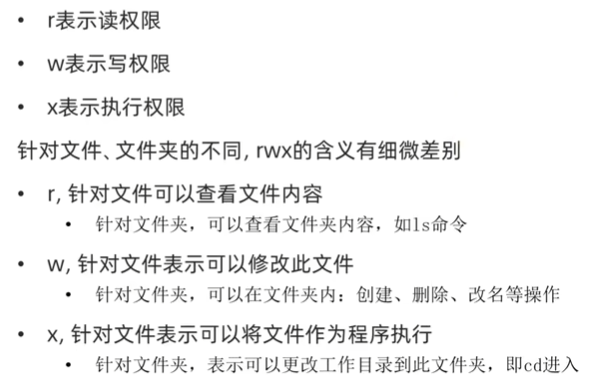 • r表示读权限
• w表示写权限
• x表示执行权限
针对文件、文件夹的不同, rwx的含义有细微差别
• r, 针对文件可以查看文件内容
• 针对文件夹，可以查看文件夹内容，如ls命令
• w, 针对文件表示可以修改此文件
• 针对文件夹，可以在文件夹内：创建、删除、改名等操作
• x, 针对文件表示可以将文件作为程序执行
• 针对文件夹，表示可以更改工作目录到此文件夹，即cd进入